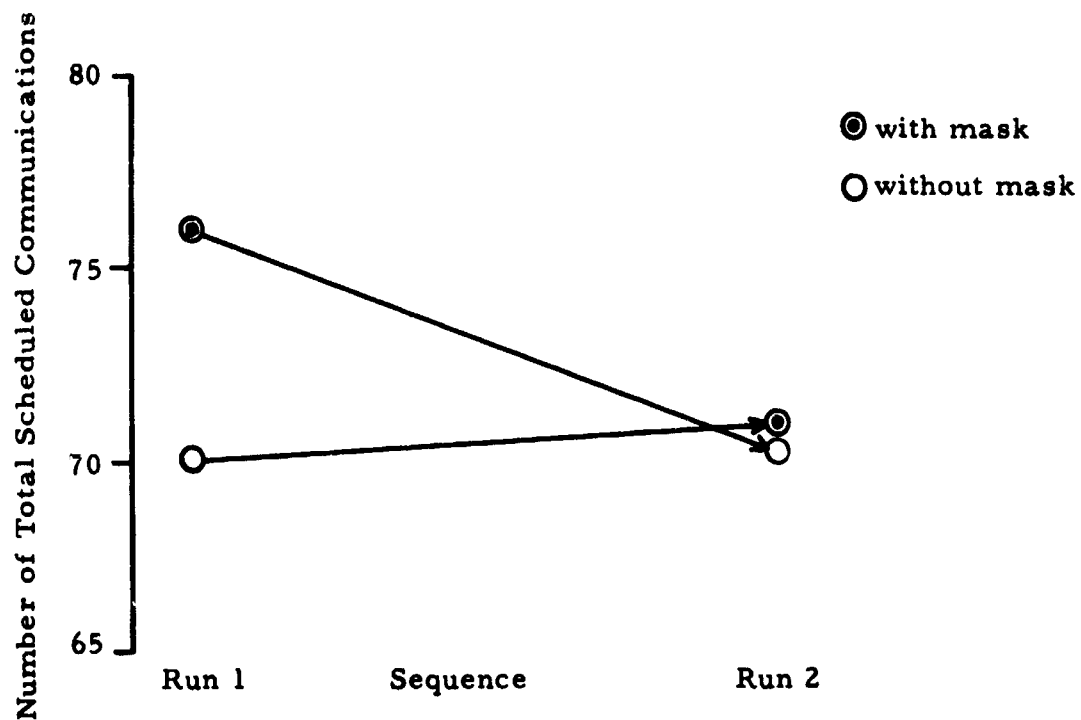 Number of Total Scheduled Communications
80
75
70
65
with mask
without mask
Run 1
Sequence
Run 2